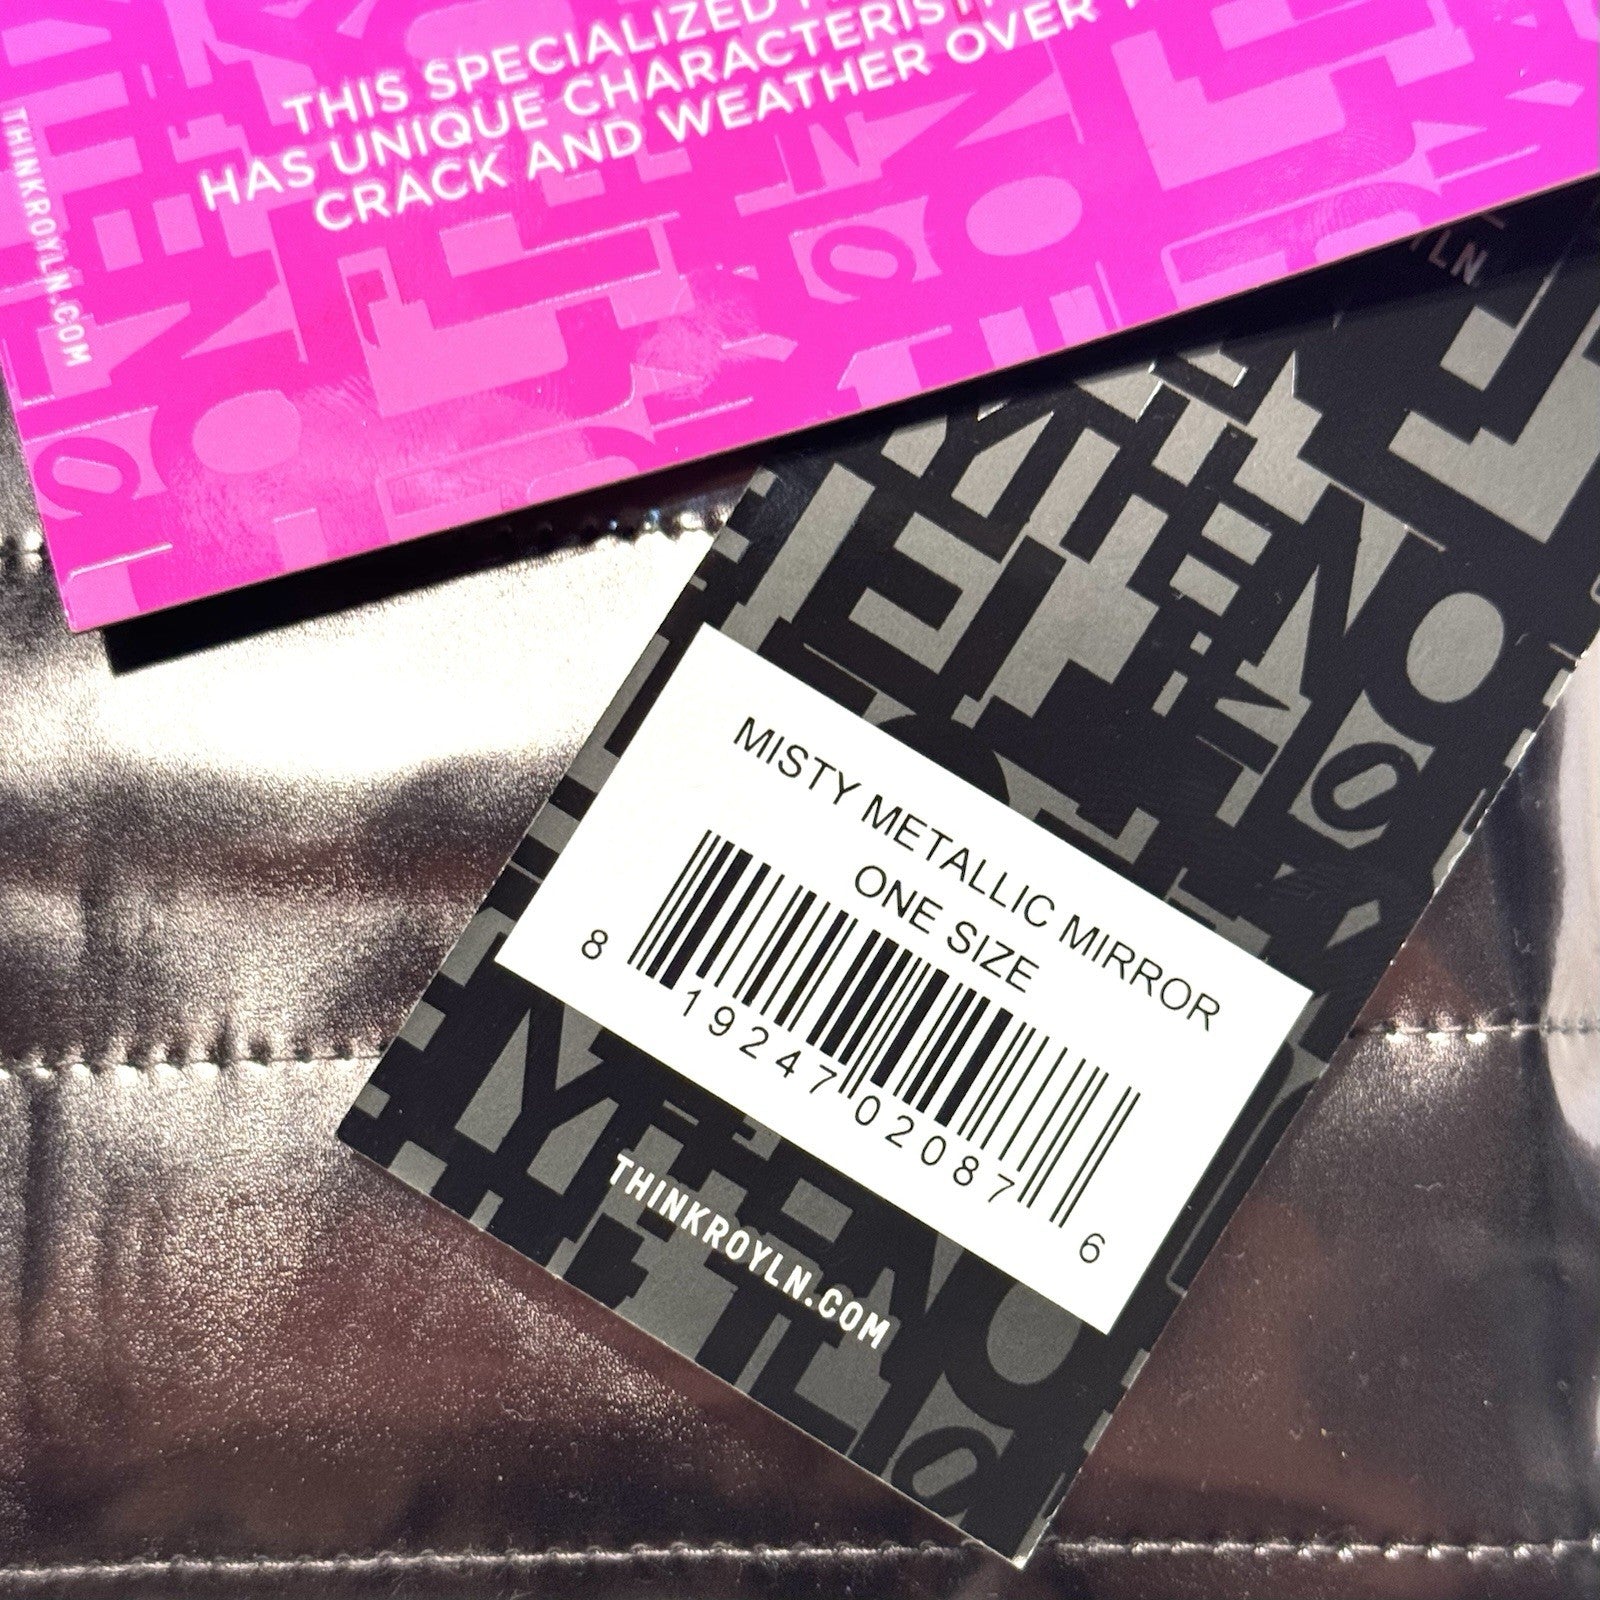 THIS SPECIALIZED
HAS UNIQUE
CRACK AND WEATHER OVER
THINKROYLN.COM
MISTY METALLIC MIRROR
ONE SIZE
8 19247 02087 6
THINKROYLN.COM